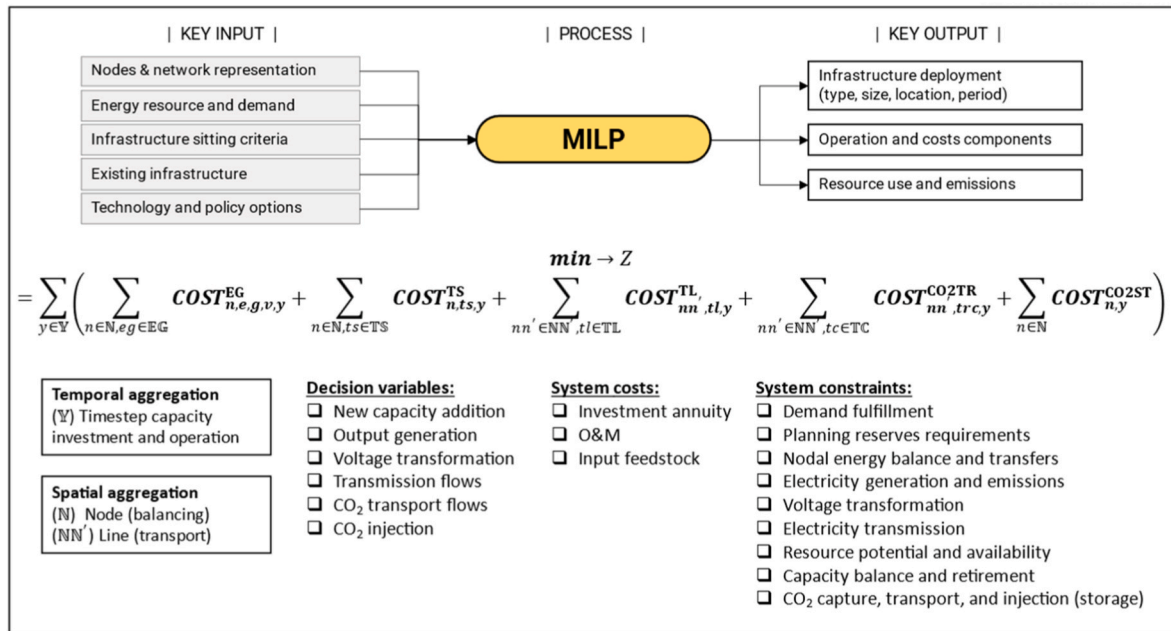 | KEY INPUT |
| PROCESS |
| KEY OUTPUT |
Nodes & network representation
Energy resource and demand
Infrastructure sitting criteria
Existing infrastructure
Technology and policy options
MILP
Infrastructure deployment
(type, size, location, period)
Operation and costs components
Resource use and emissions
min → Z
= ∑_{y∈𝕐} ( ∑_{n∈ℕ,eg∈𝔼𝔾} COST^{EG}_{n,e,g,v,y} + ∑_{n∈ℕ,ts∈𝕋𝕊} COST^{TS}_{n,ts,y} + ∑_{nn′∈ℕℕ′,tl∈𝕋𝕃} COST^{TL}_{nn′,tl,y} + ∑_{nn′∈ℕℕ′,tc∈𝕋ℂ} COST^{CO2TR}_{nn′,trc,y} + ∑_{n∈ℕ} COST^{CO2ST}_{n,y} )
Temporal aggregation
(𝕐) Timestep capacity
investment and operation
Spatial aggregation
(ℕ) Node (balancing)
(ℕℕ′) Line (transport)
Decision variables:
❑ New capacity addition
❑ Output generation
❑ Voltage transformation
❑ Transmission flows
❑ CO₂ transport flows
❑ CO₂ injection
System costs:
❑ Investment annuity
❑ O&M
❑ Input feedstock
System constraints:
❑ Demand fulfillment
❑ Planning reserves requirements
❑ Nodal energy balance and transfers
❑ Electricity generation and emissions
❑ Voltage transformation
❑ Electricity transmission
❑ Resource potential and availability
❑ Capacity balance and retirement
❑ CO₂ capture, transport, and injection (storage)